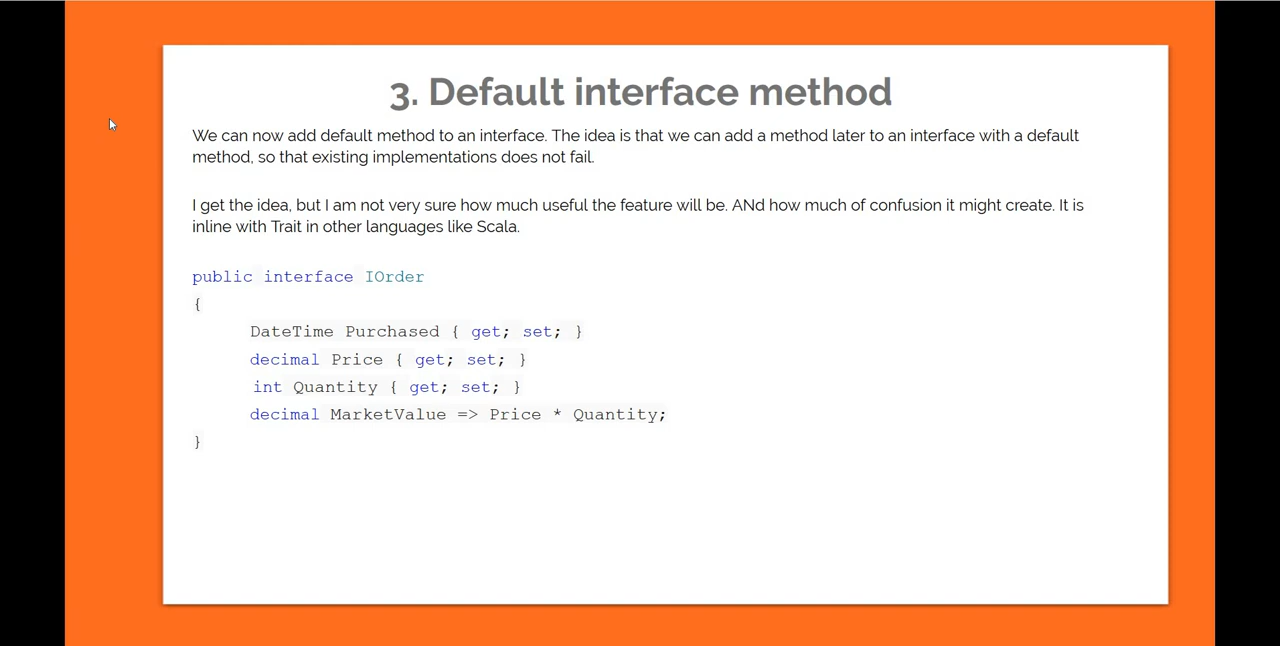 3. Default interface method
We can now add default method to an interface. The idea is that we can add a method later to an interface with a default
method, so that existing implementations does not fail.
I get the idea, but I am not very sure how much useful the feature will be. ANd how much of confusion it might create. It is
inline with Trait in other languages like Scala.
public interface IOrder
{
DateTime Purchased { get; set; }
decimal Price { get; set; }
int Quantity { get; set; }
decimal MarketValue => Price * Quantity;
}